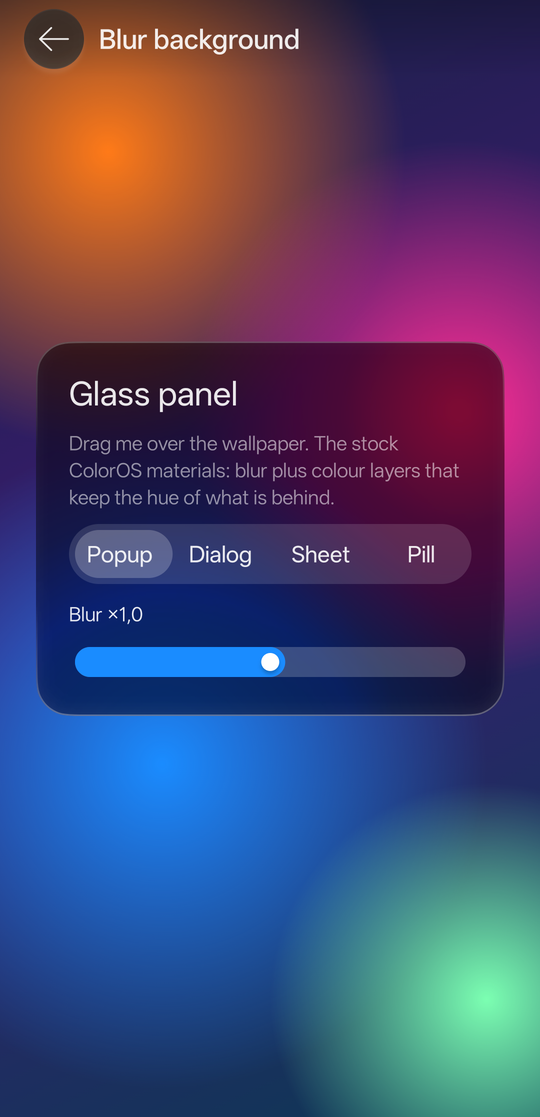 Blur background
Glass panel
Drag me over the wallpaper. The stock
ColorOS materials: blur plus colour layers that
keep the hue of what is behind.
Popup Dialog Sheet Pill
Blur ×1,0